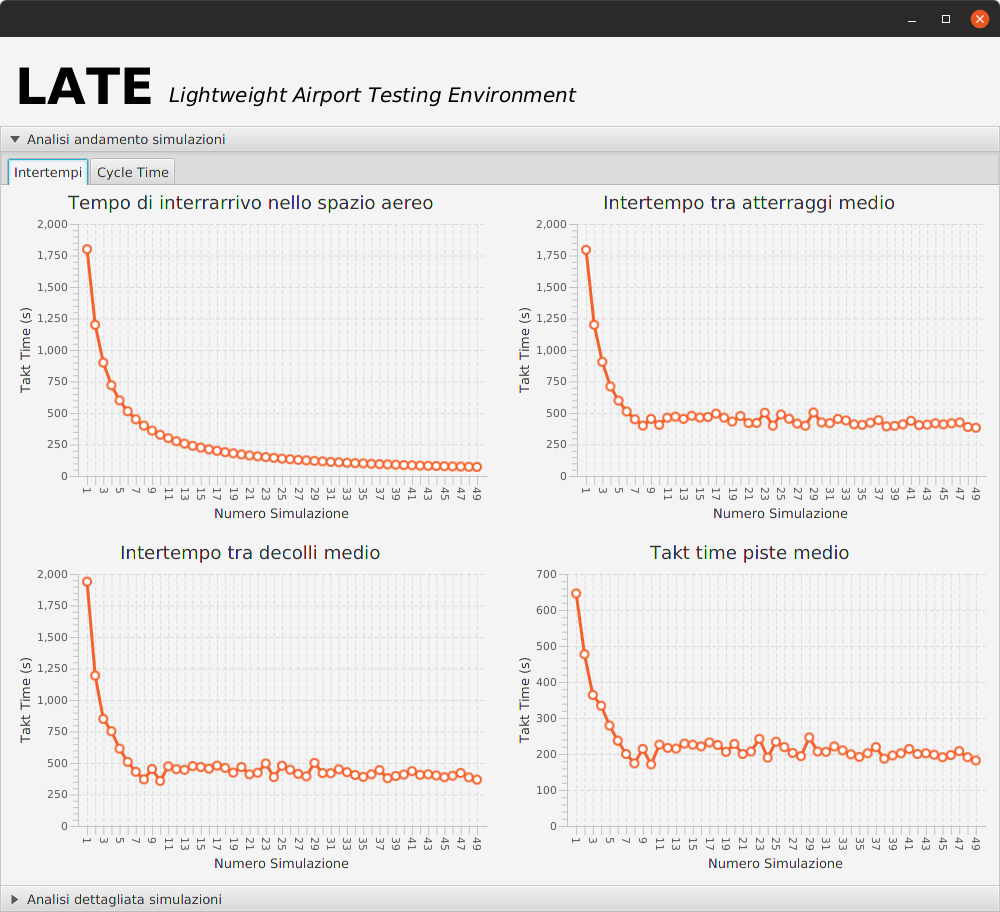 LATE Lightweight Airport Testing Environment
Analisi andamento simulazioni
Intertempi Cycle Time
Tempo di interrarrivo nello spazio aereo
2,000
1,750
1,500
1,250
1,000
750
500
250
0
Takt Time (s)
1 3 5 7 9 11 13 15 17 19 21 23 25 27 29 31 33 35 37 39 41 43 45 47 49
Numero Simulazione
Intertempo tra atterraggi medio
2,000
1,750
1,500
1,250
1,000
750
500
250
0
Takt Time (s)
1 3 5 7 9 11 13 15 17 19 21 23 25 27 29 31 33 35 37 39 41 43 45 47 49
Numero Simulazione
Intertempo tra decolli medio
2,000
1,750
1,500
1,250
1,000
750
500
250
0
Takt Time (s)
1 3 5 7 9 11 13 15 17 19 21 23 25 27 29 31 33 35 37 39 41 43 45 47 49
Numero Simulazione
Takt time piste medio
700
600
500
400
300
200
100
0
Takt Time (s)
1 3 5 7 9 11 13 15 17 19 21 23 25 27 29 31 33 35 37 39 41 43 45 47 49
Numero Simulazione
Analisi dettagliata simulazioni